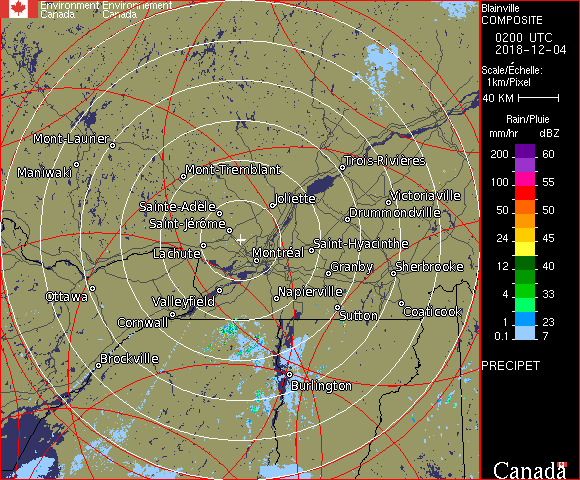 Environment Environnement
Canada Canada
Blainville
COMPOSITE
0200 UTC
2018-12-04
Scale/Échelle:
1km/Pixel
40 KM
Rain/Pluie
mm/hr dBZ
200 60
100 55
50 50
24 45
12 40
4 33
1 23
0.1 7
PRECIPET
Mont-Laurier
Maniwaki
Mont-Tremblant
Trois-Rivières
Joliette
Victoriaville
Sainte-Adèle
Drummondville
Saint-Jérôme
Lachute
Montréal
Saint-Hyacinthe
Granby
Sherbrooke
Ottawa
Valleyfield
Napierville
Cornwall
Sutton
Coaticook
Brockville
Burlington
Canada